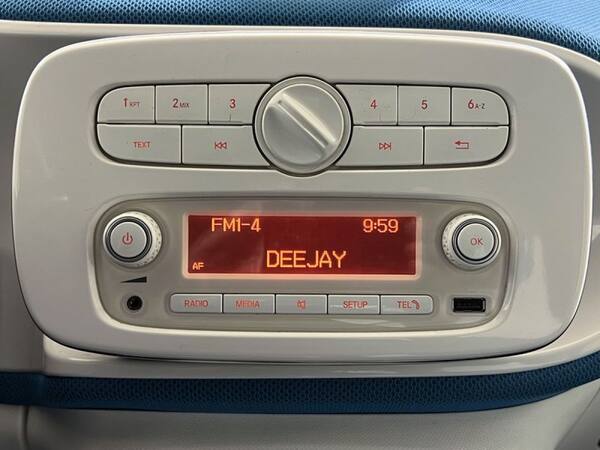 1 RPT 2 MIX 3 4 5 6 A-Z
TEXT
FM1-4 9:59
AF DEEJAY
OK
RADIO MEDIA SETUP TEL